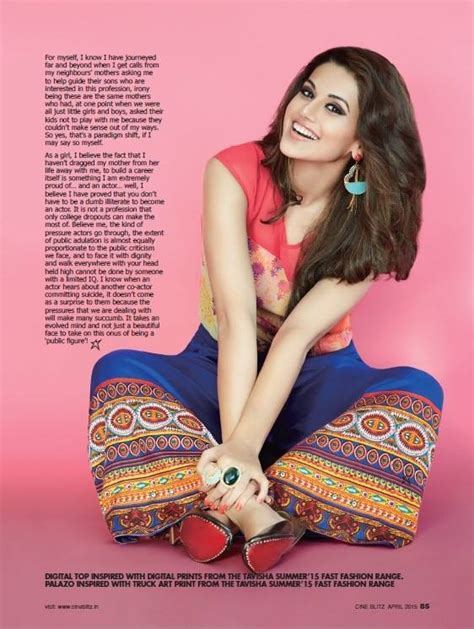 For myself, I know I have journeyed
far and beyond when I get calls from
my neighbours' mothers asking me
to help guide their sons who are
interested in this profession, irony
being these are the same mothers
who had, at one point when we were
all just little girls and boys, asked their
kids not to play with me because they
couldn't make sense out of my ways.
So yes, that's a paradigm shift, if I
may say so myself.
As a girl, I believe the fact that I
haven't dragged my mother from her
life away with me, to build a career
itself is something I am extremely
proud of... and an actor... well, I
believe I have proved that you don't
have to be a dumb illiterate to become
an actor. It is not a profession that
only college dropouts can make the
most of. Believe me, the kind of
pressure actors go through, the extent
of public adulation is almost equally
proportionate to the public criticism
we face, and to face it with dignity
and walk everywhere with your head
held high cannot be done by someone
with a limited IQ. I know when an
actor hears about another co-actor
committing suicide, it doesn't come
as a surprise to them because the
pressures that we are dealing with
will make many succumb. It takes an
evolved mind and not just a beautiful
face to take on this onus of being a
'public figure'!
DIGITAL TOP INSPIRED WITH DIGITAL PRINTS FROM THE TAVISHA SUMMER'15 FAST FASHION RANGE.
PALAZO INSPIRED WITH TRUCK ART PRINT FROM THE TAVISHA SUMMER'15 FAST FASHION RANGE
visit: www.cineblitz.in
CINE BLITZ APRIL 2015 85